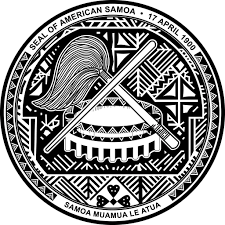 SEAL OF AMERICAN SAMOA • 17 APRIL 1900
SAMOA MUAMUA LE ATUA